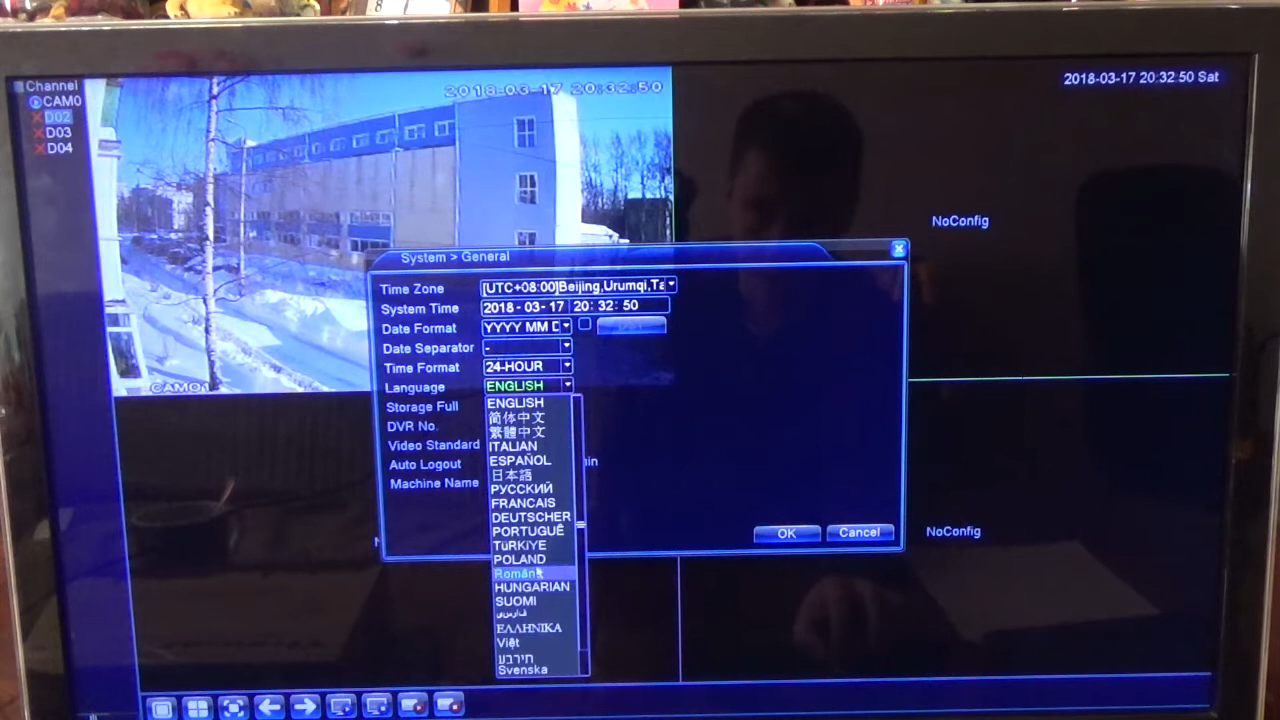 8
Channel
CAM0
D02
D03
D04
2018-03-17 20:32:50
2018-03-17 20:32:50 Sat
CAM01
NoConfig
System > General
Time Zone [UTC+08:00]Beijing,Urumqi,Ta
System Time 2018-03-17 20:32:50
Date Format YYYY MM D
Date Separator -
Time Format 24-HOUR
Language ENGLISH
Storage Full
DVR No.
Video Standard
Auto Logout
Machine Name
ENGLISH
简体中文
繁體中文
ITALIAN
ESPAÑOL
日本語
РУССКИЙ
FRANCAIS
DEUTSCHER
PORTUGUÊ
TüRKiYE
POLAND
Română
HUNGARIAN
SUOMI
فارسی
ΕΛΛΗΝΙΚΑ
Việt
עברית
Svenska
OK Cancel
NoConfig